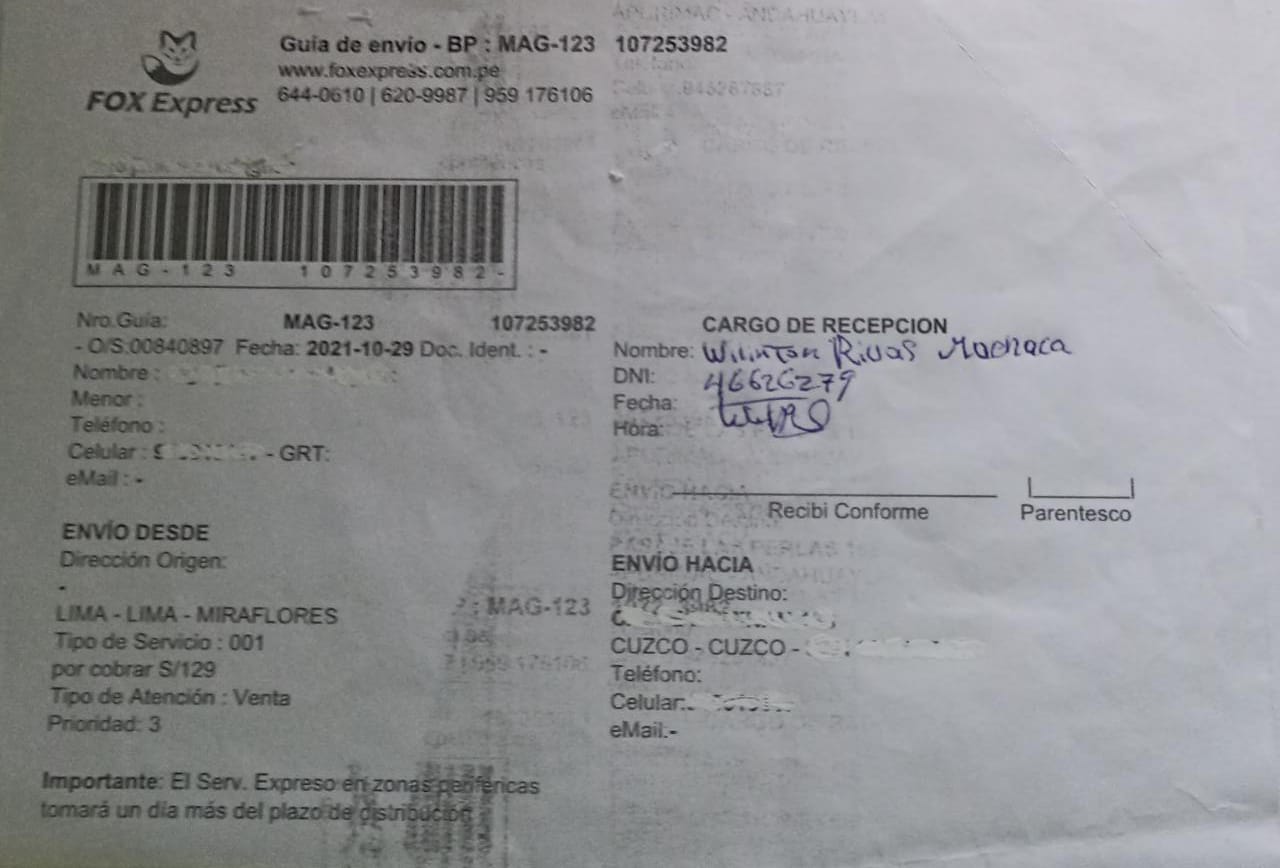 FOX Express
Guía de envío - BP : MAG-123 107253982
www.foxexpress.com.pe
644-0610 | 620-9987 | 959 176106
MAG-123 107253982-
Nro.Guía: MAG-123 107253982
- O/S.00840897 Fecha: 2021-10-29 Doc. Ident. : -
Nombre :
Menor :
Teléfono :
Celular : 9 - GRT:
eMail : -
ENVÍO DESDE
Dirección Origen:
-
LIMA - LIMA - MIRAFLORES
Tipo de Servicio : 001
por cobrar S/129
Tipo de Atención : Venta
Prioridad: 3
Importante: El Serv. Expreso en zonas periféricas
tomará un día más del plazo de distribución
CARGO DE RECEPCION
Nombre: Wilinton Rivas Machaca
DNI: 46626279
Fecha:
Hora:
Recibi Conforme
Parentesco
ENVÍO HACIA
Dirección Destino:
CUZCO - CUZCO -
Teléfono:
Celular:
eMail.-